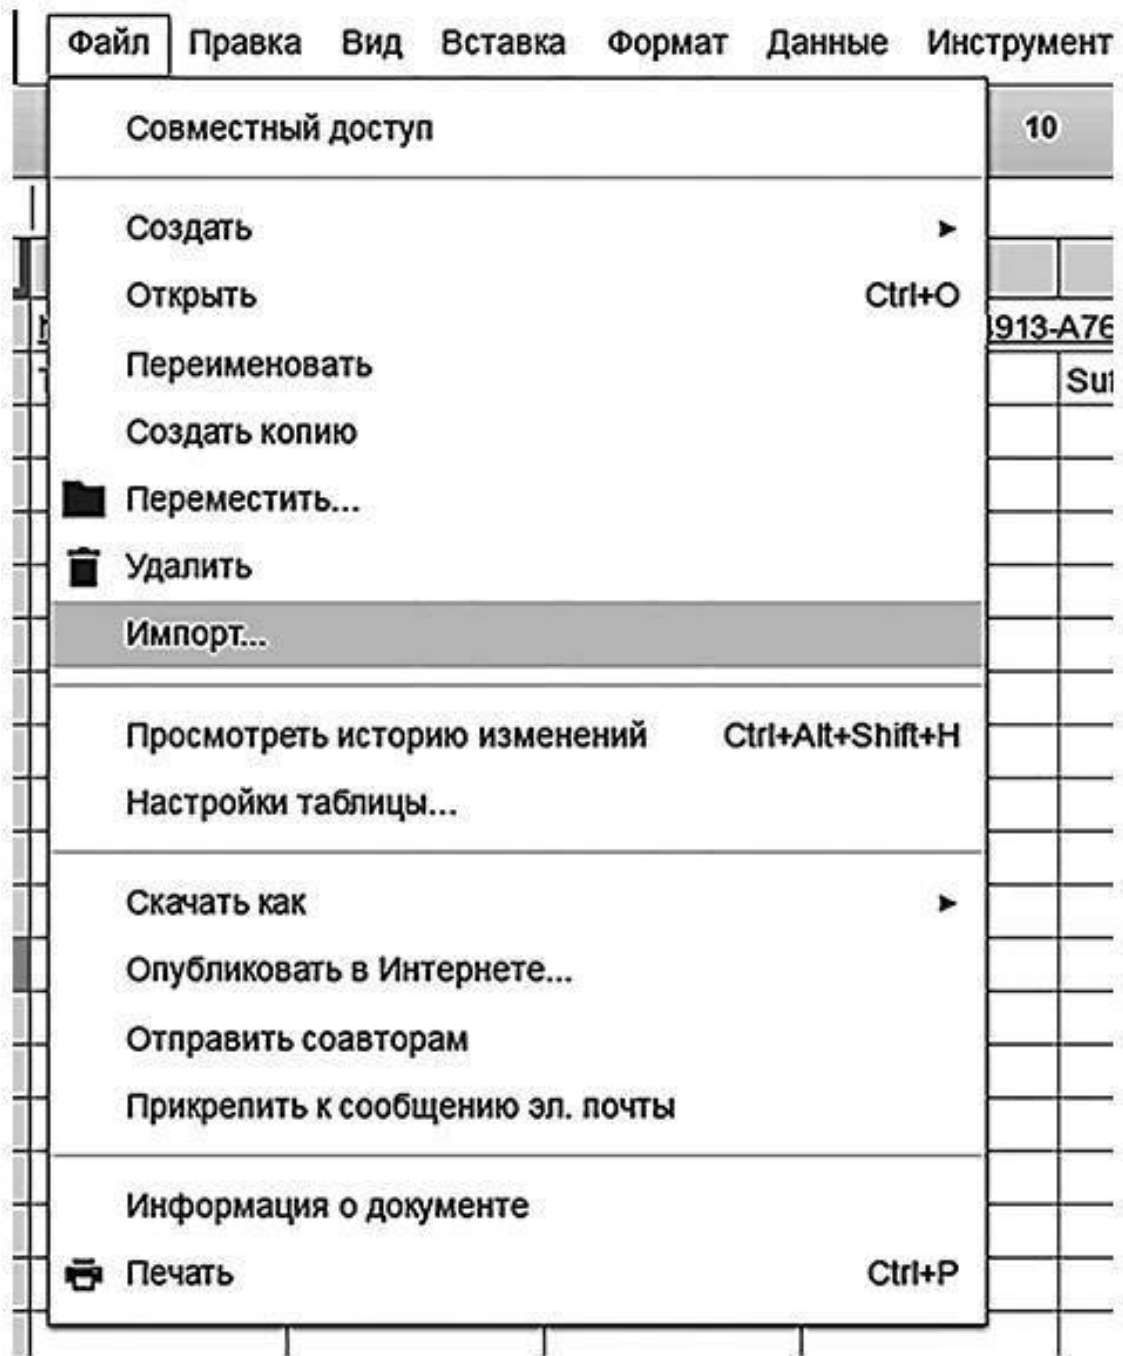 Файл Правка Вид Вставка Формат Данные Инструмент
Совместный доступ
10
Создать
Открыть Ctrl+O
913-A76
Переименовать
Создать копию
Переместить...
Удалить
Импорт...
Просмотреть историю изменений Ctrl+Alt+Shift+H
Настройки таблицы...
Скачать как
Опубликовать в Интернете...
Отправить соавторам
Прикрепить к сообщению эл. почты
Информация о документе
Печать Ctrl+P